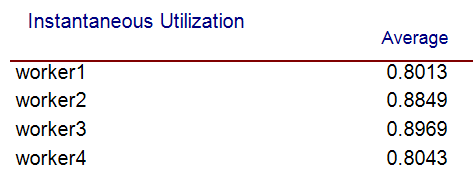 Instantaneous Utilization
Average
worker1 0.8013
worker2 0.8849
worker3 0.8969
worker4 0.8043